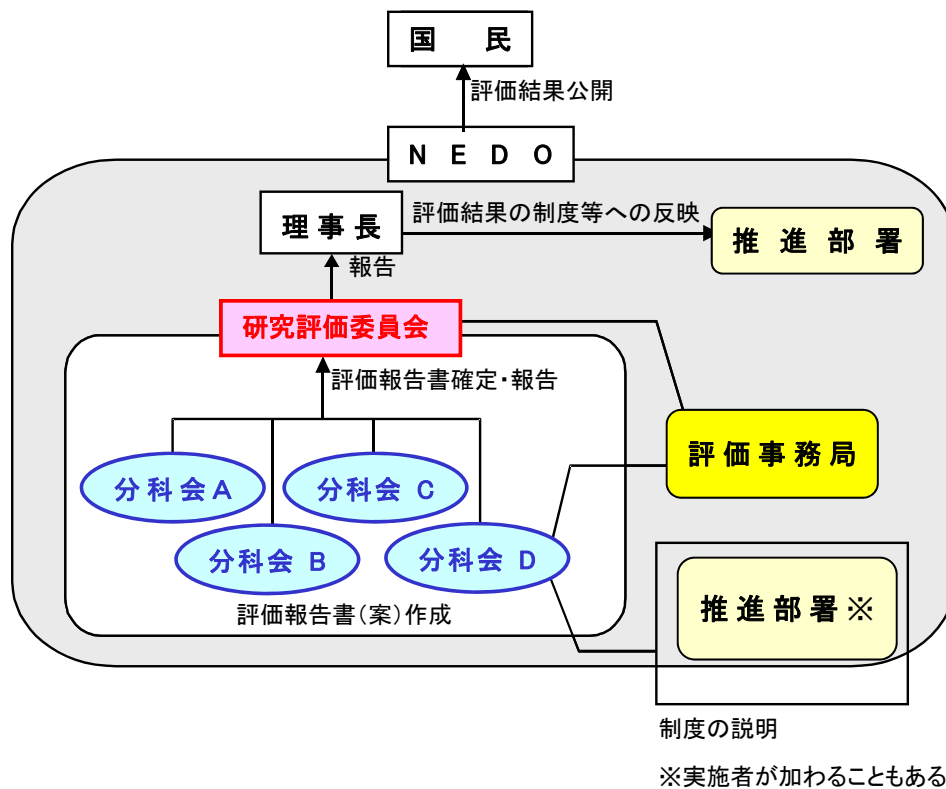 国 民
評価結果公開
N E D O
理事長
評価結果の制度等への反映
推進部署
報告
研究評価委員会
評価報告書確定・報告
評価事務局
分科会A
分科会 C
分科会 B
分科会 D
評価報告書(案)作成
推進部署※
制度の説明
※実施者が加わることもある